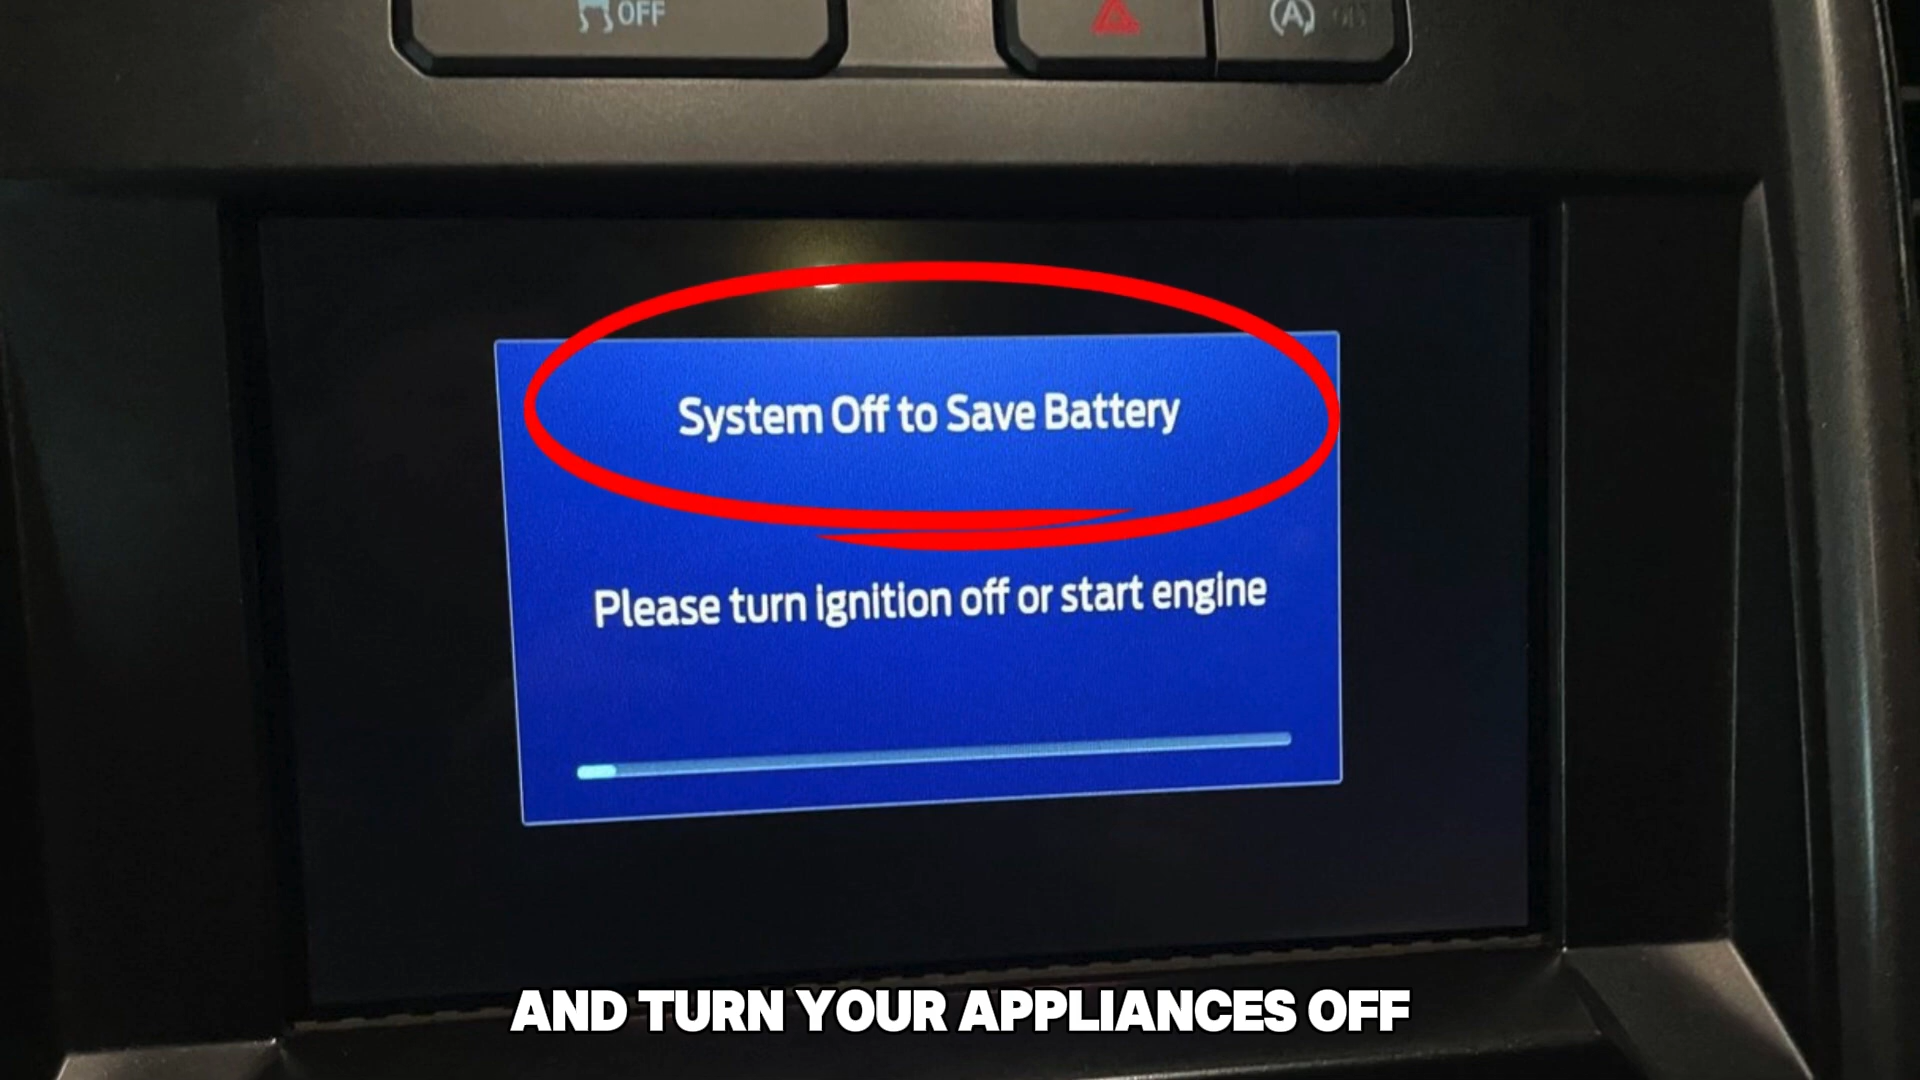 OFF
A
System Off to Save Battery
Please turn ignition off or start engine
AND TURN YOUR APPLIANCES OFF